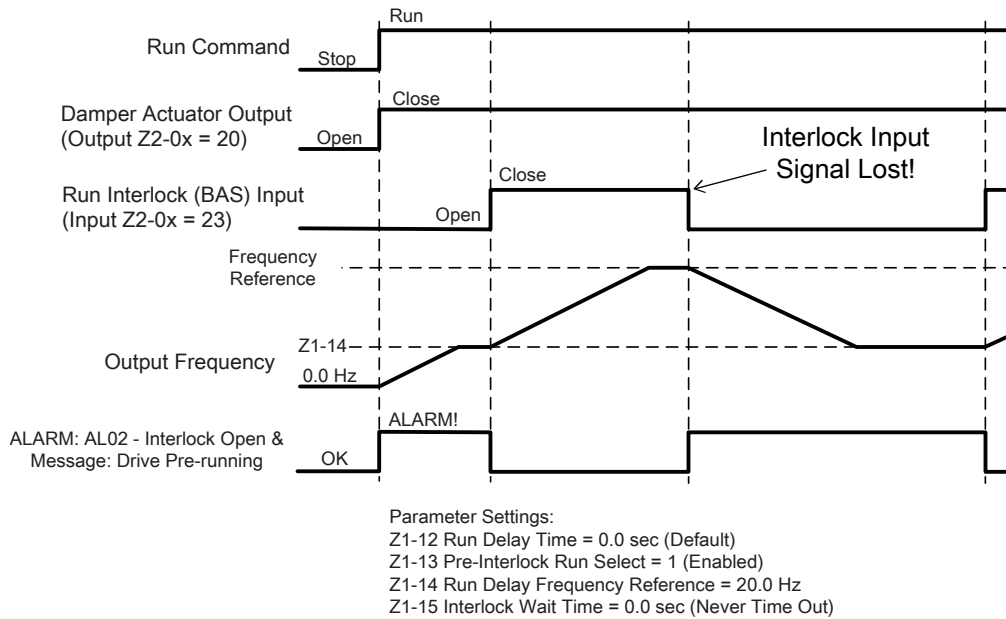 Run
Run Command
Stop
Close
Damper Actuator Output
(Output Z2-0x = 20)
Open
Interlock Input
Signal Lost!
Close
Run Interlock (BAS) Input
(Input Z2-0x = 23)
Open
Frequency
Reference
Z1-14
Output Frequency
0.0 Hz
ALARM!
ALARM: AL02 - Interlock Open &
Message: Drive Pre-running
OK
Parameter Settings:
Z1-12 Run Delay Time = 0.0 sec (Default)
Z1-13 Pre-Interlock Run Select = 1 (Enabled)
Z1-14 Run Delay Frequency Reference = 20.0 Hz
Z1-15 Interlock Wait Time = 0.0 sec (Never Time Out)